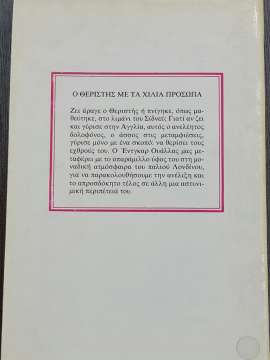 Ο ΘΕΡΙΣΤΗΣ ΜΕ ΤΑ ΧΙΛΙΑ ΠΡΟΣΩΠΑ
Ζει άραγε ο Θεριστής ή πνίγηκε, όπως μα-
θεύτηκε, στο λιμάνι του Σίδνεϊ; Γιατί αν ζει
και γύρισε στην Αγγλία, αυτός ο ανελέητος
δολοφόνος, ο άσσος στις μεταμφιέσεις,
γύρισε μόνο με ένα σκοπό: να θερίσει τους
εχθρούς του. Ο Έντγκαρ Ουάλλας μας με-
ταφέρει με το απαράμιλλο ύφος του στη μο-
ναδική ατμόσφαιρα του παλιού Λονδίνου,
για να παρακολουθήσουμε την ανέλιξη και
το απροσδόκητο τέλος σε άλλη μια αστυνο-
μική περιπέτειά του.